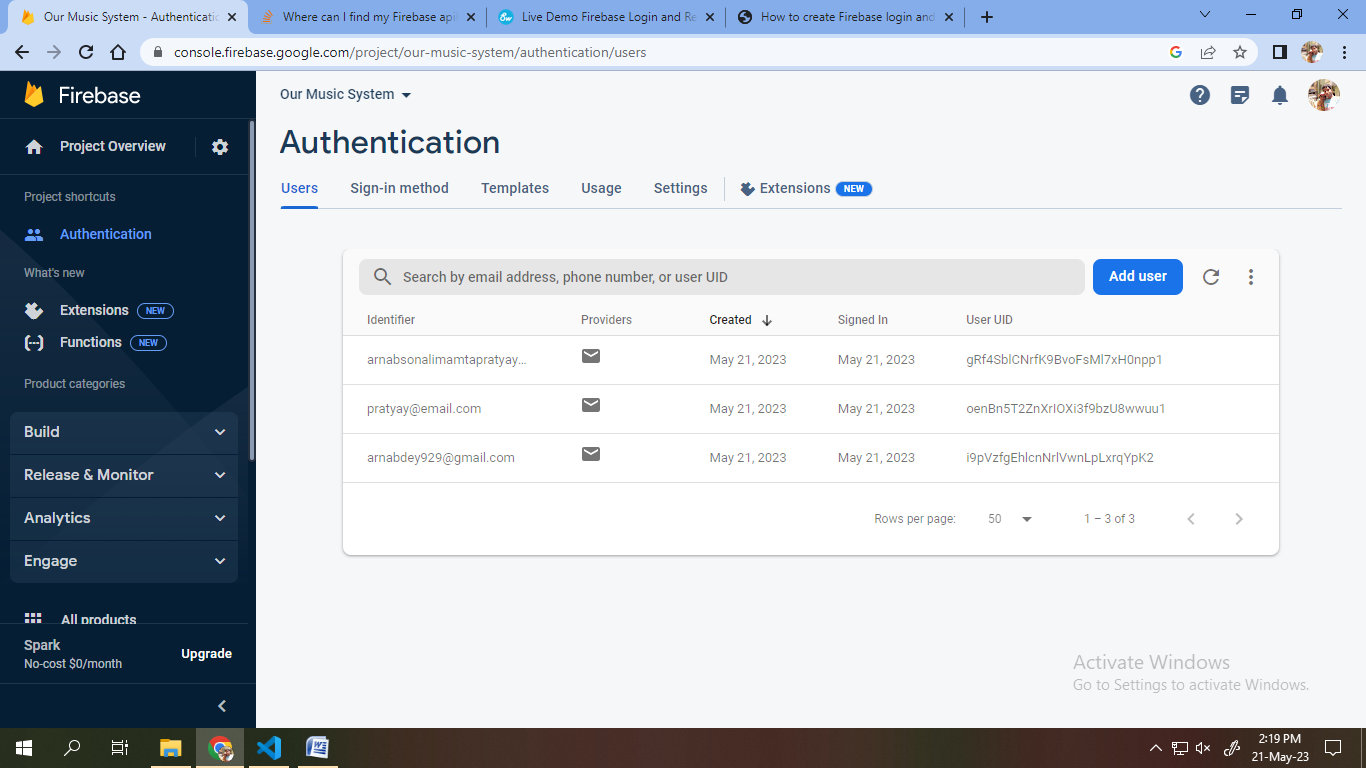 Our Music System - Authenticatio
Where can I find my Firebase api
Live Demo Firebase Login and Re
How to create Firebase login and
console.firebase.google.com/project/our-music-system/authentication/users
Firebase
Our Music System
Authentication
Project Overview
Users Sign-in method Templates Usage Settings Extensions NEW
Project shortcuts
Authentication
What's new
Extensions NEW
Functions NEW
Product categories
Build
Release & Monitor
Analytics
Engage
All products
Spark
No-cost $0/month
Upgrade
Search by email address, phone number, or user UID
Add user
Identifier Providers Created Signed In User UID
arnabsonalimamtapratyay... May 21, 2023 May 21, 2023 gRf4SblCNrfK9BvoFsMl7xH0npp1
pratyay@email.com May 21, 2023 May 21, 2023 oenBn5T2ZnXrIOXi3f9bzU8wwuu1
arnabdey929@gmail.com May 21, 2023 May 21, 2023 i9pVzfgEhlcnNrlVwnLpLxrqYpK2
Rows per page: 50 1 – 3 of 3
Activate Windows
Go to Settings to activate Windows.
2:19 PM
21-May-23